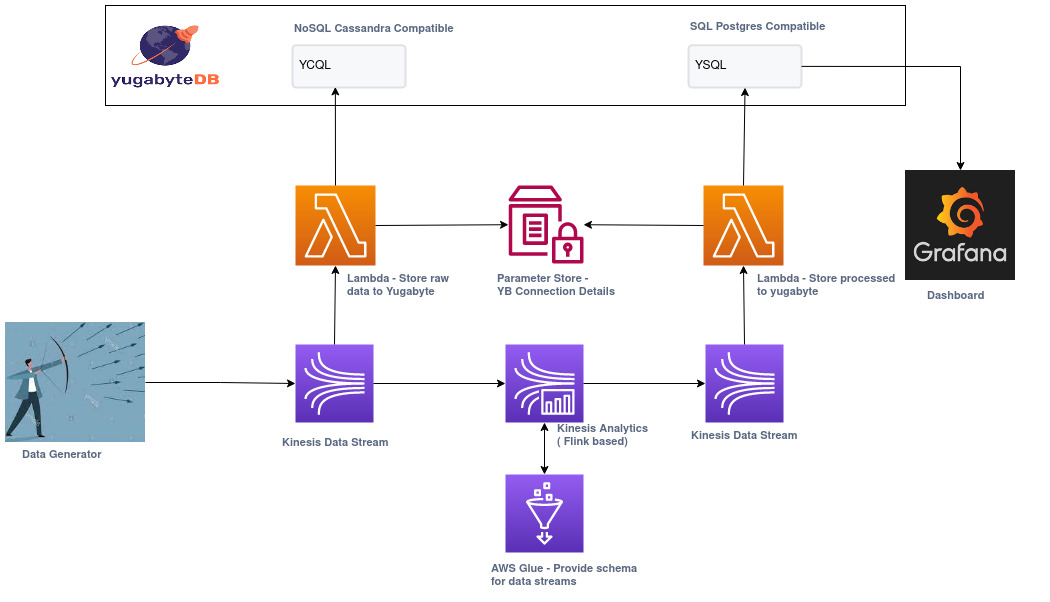 NoSQL Cassandra Compatible
SQL Postgres Compatible
YCQL
YSQL
yugabyteDB
Grafana
Lambda - Store raw
data to Yugabyte
Parameter Store -
YB Connection Details
Lambda - Store processed
to yugabyte
Dashboard
Kinesis Data Stream
Kinesis Analytics
( Flink based)
Kinesis Data Stream
Data Generator
AWS Glue - Provide schema
for data streams